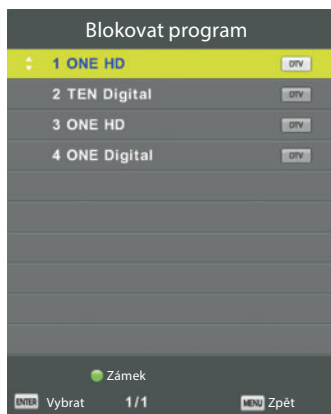 Blokovat program
1 ONE HD DTV
2 TEN Digital DTV
3 ONE HD DTV
4 ONE Digital DTV
Zámek
ENTER Vybrat 1/1 MENU Zpět